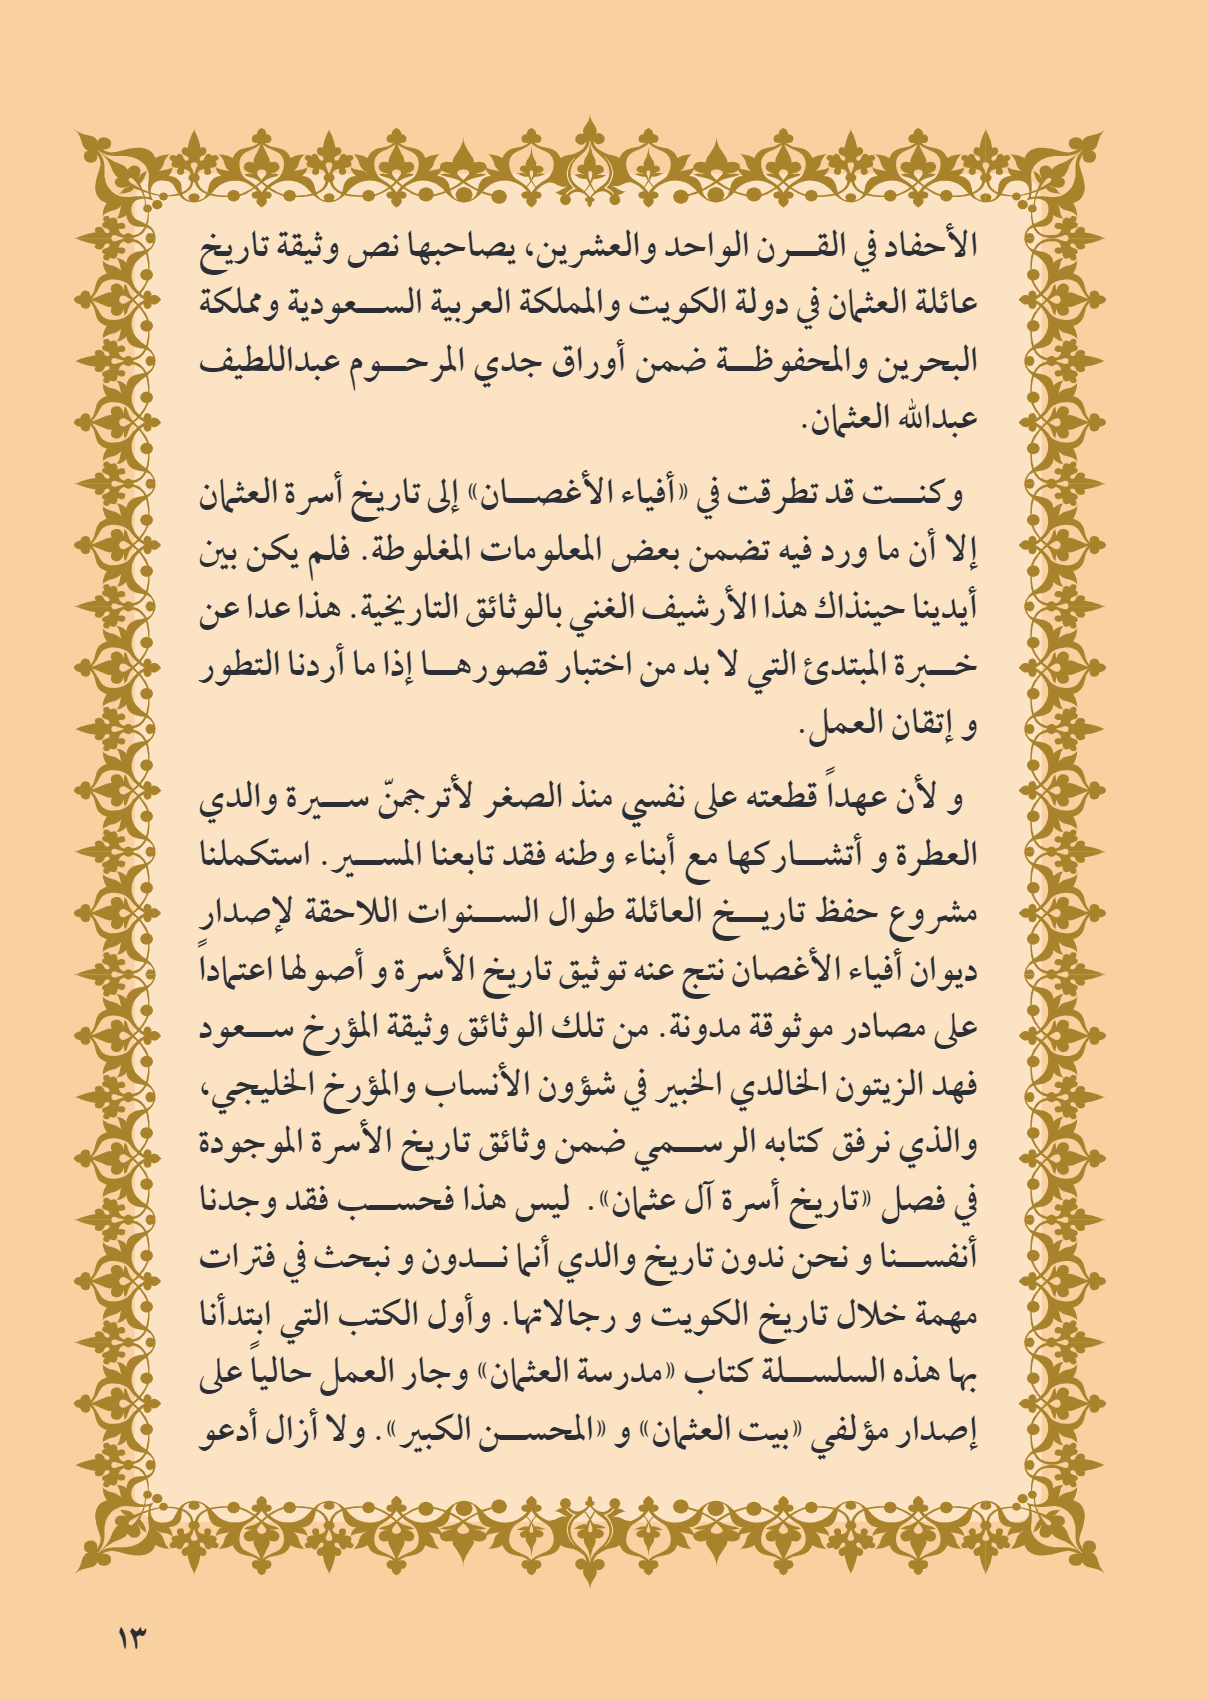 الأحفاد في القرن الواحد والعشرين، يصاحبها نص وثيقة تاريخ
عائلة العثمان في دولة الكويت والمملكة العربية السعودية ومملكة
البحرين والمحفوظة ضمن أوراق جدي المرحوم عبداللطيف
عبدالله العثمان.
وكنت قد تطرقت في «أفياء الأغصان» إلى تاريخ أسرة العثمان
إلا أن ما ورد فيه تضمن بعض المعلومات المغلوطة. فلم يكن بين
أيدينا حينذاك هذا الأرشيف الغني بالوثائق التاريخية. هذا عدا عن
خبرة المبتدئ التي لا بد من اختبار قصورها إذا ما أردنا التطور
و إتقان العمل.
و لأن عهداً قطعته على نفسي منذ الصغر لأترجمنّ سيرة والدي
العطرة و أتشاركها مع أبناء وطنه فقد تابعنا المسير. استكملنا
مشروع حفظ تاريخ العائلة طوال السنوات اللاحقة لإصدار
ديوان أفياء الأغصان نتج عنه توثيق تاريخ الأسرة و أصولها اعتماداً
على مصادر موثوقة مدونة. من تلك الوثائق وثيقة المؤرخ سعود
فهد الزيتون الخالدي الخبير في شؤون الأنساب والمؤرخ الخليجي،
والذي نرفق كتابه الرسمي ضمن وثائق تاريخ الأسرة الموجودة
في فصل «تاريخ أسرة آل عثمان». ليس هذا فحسب فقد وجدنا
أنفسنا و نحن ندون تاريخ والدي أنما ندون و نبحث في فترات
مهمة خلال تاريخ الكويت و رجالاتها. وأول الكتب التي ابتدأنا
بها هذه السلسلة كتاب «مدرسة العثمان» وجار العمل حالياً على
إصدار مؤلفي «بيت العثمان» و «المحسن الكبير». ولا أزال أدعو
١٣